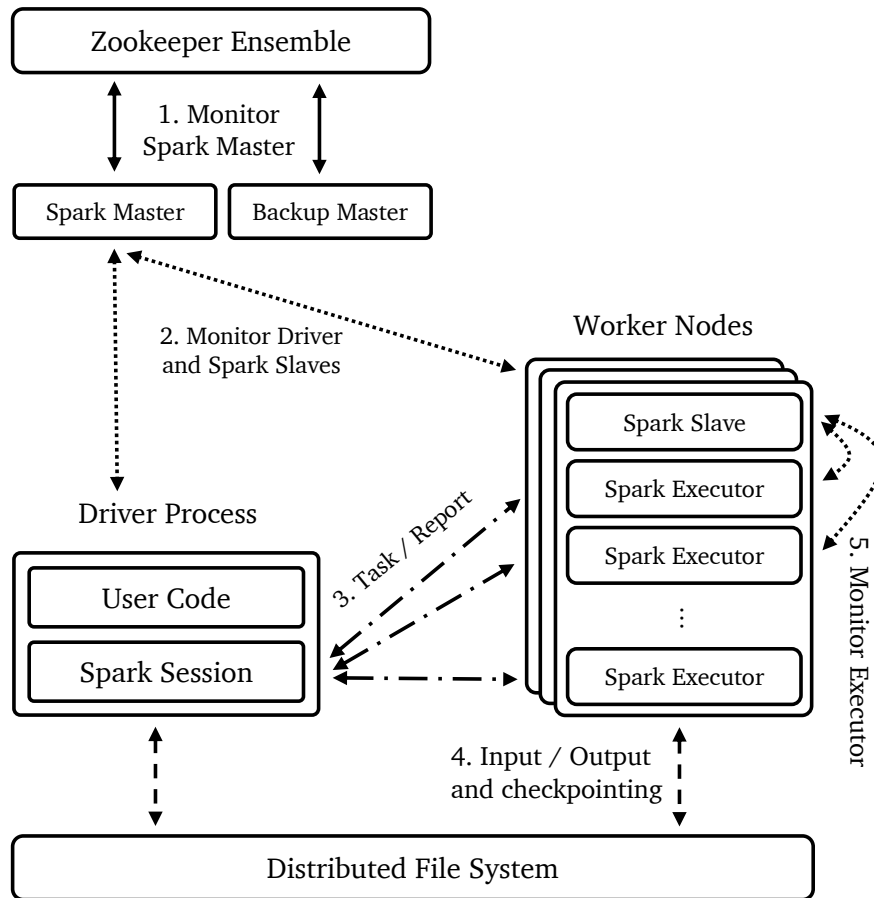 Zookeeper Ensemble
1. Monitor
Spark Master
Spark Master
Backup Master
2. Monitor Driver
and Spark Slaves
Worker Nodes
Spark Slave
Spark Executor
Spark Executor
⋮
Spark Executor
Driver Process
User Code
Spark Session
3. Task / Report
4. Input / Output
and checkpointing
5. Monitor Executor
Distributed File System